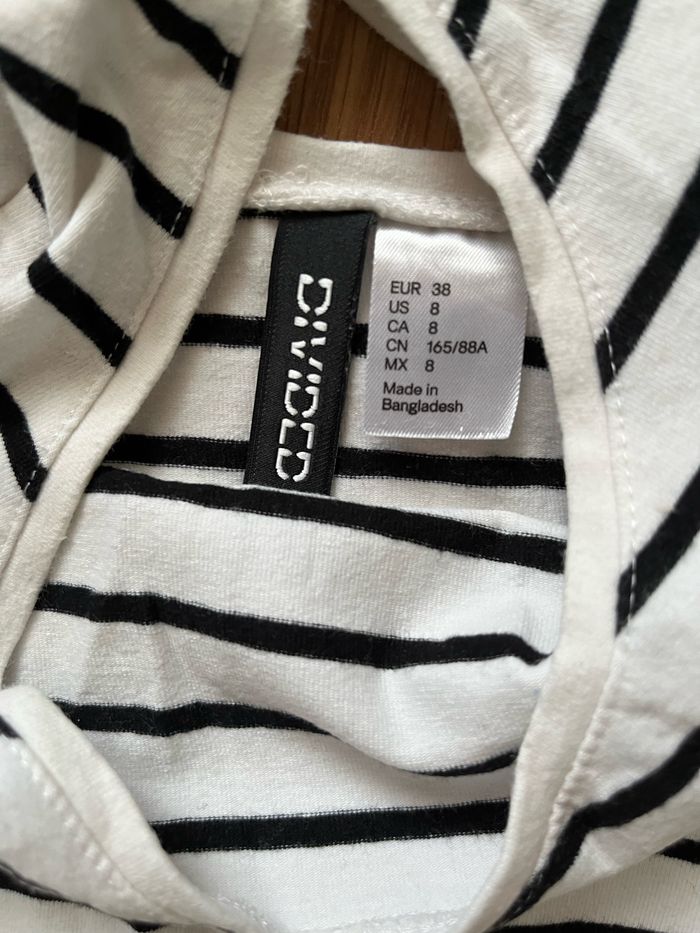 DIVIDED
EUR 38
US 8
CA 8
CN 165/88A
MX 8
Made in
Bangladesh